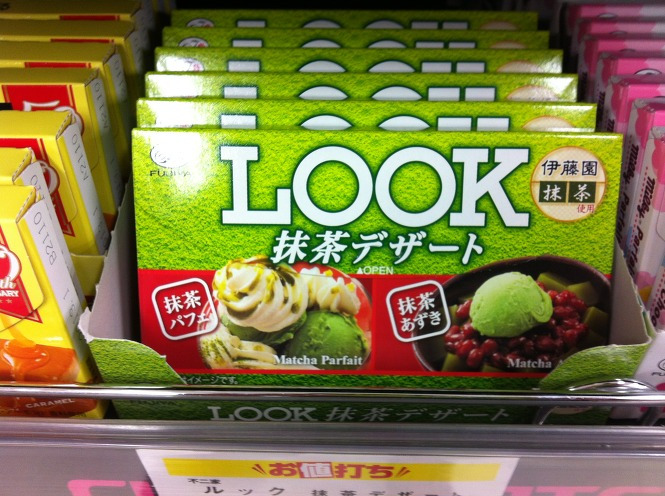 FUJIYA
LOOK
伊藤園
抹茶
使用
抹茶デザート
▲OPEN
抹茶
パフェ
Matcha Parfait
抹茶
あずき
Matcha
イメージです。
LOOK 抹茶デザート
お値打ち
不二家
ルック 抹茶デザート
CARAMEL